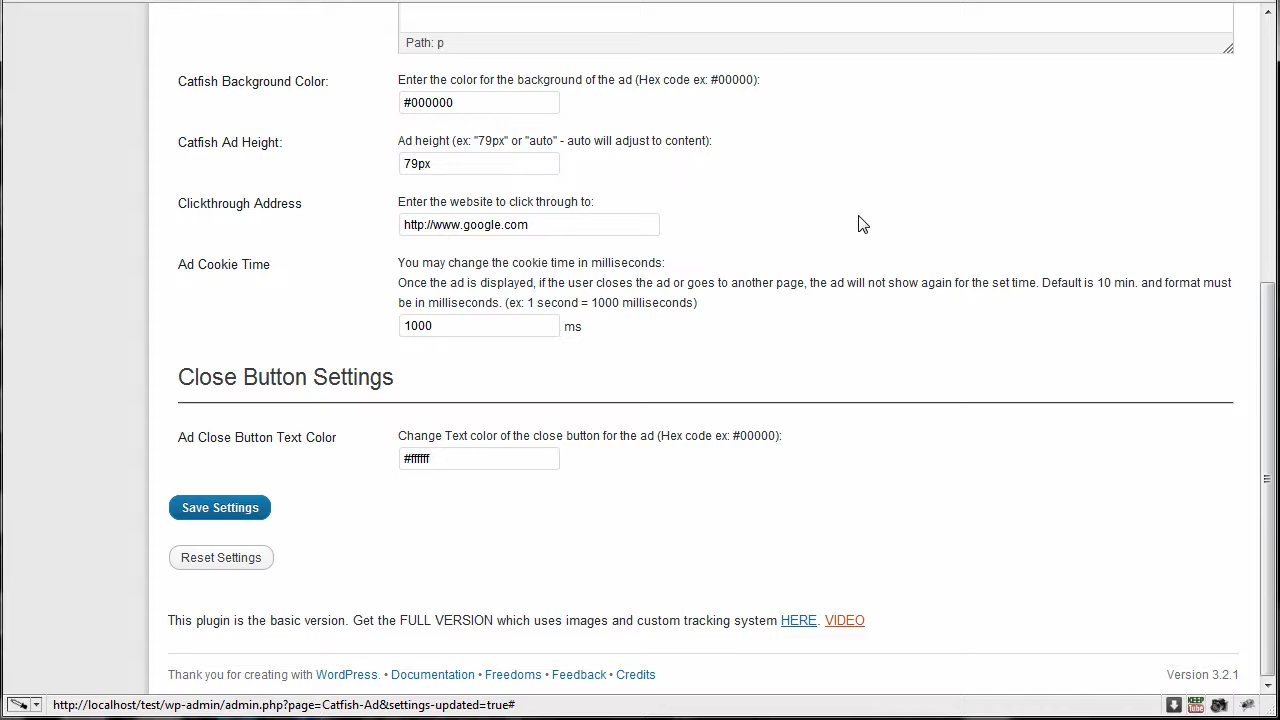 Path: p
Catfish Background Color:
Enter the color for the background of the ad (Hex code ex: #00000):
#000000
Catfish Ad Height:
Ad height (ex: "79px" or "auto" - auto will adjust to content):
79px
Clickthrough Address
Enter the website to click through to:
http://www.google.com
Ad Cookie Time
You may change the cookie time in milliseconds:
Once the ad is displayed, if the user closes the ad or goes to another page, the ad will not show again for the set time. Default is 10 min. and format must
be in milliseconds. (ex: 1 second = 1000 milliseconds)
1000 ms
Close Button Settings
Ad Close Button Text Color
Change Text color of the close button for the ad (Hex code ex: #00000):
#ffffff
Save Settings
Reset Settings
This plugin is the basic version. Get the FULL VERSION which uses images and custom tracking system HERE. VIDEO
Thank you for creating with WordPress. • Documentation • Freedoms • Feedback • Credits
Version 3.2.1
http://localhost/test/wp-admin/admin.php?page=Catfish-Ad&settings-updated=true#
KEEP
Tube